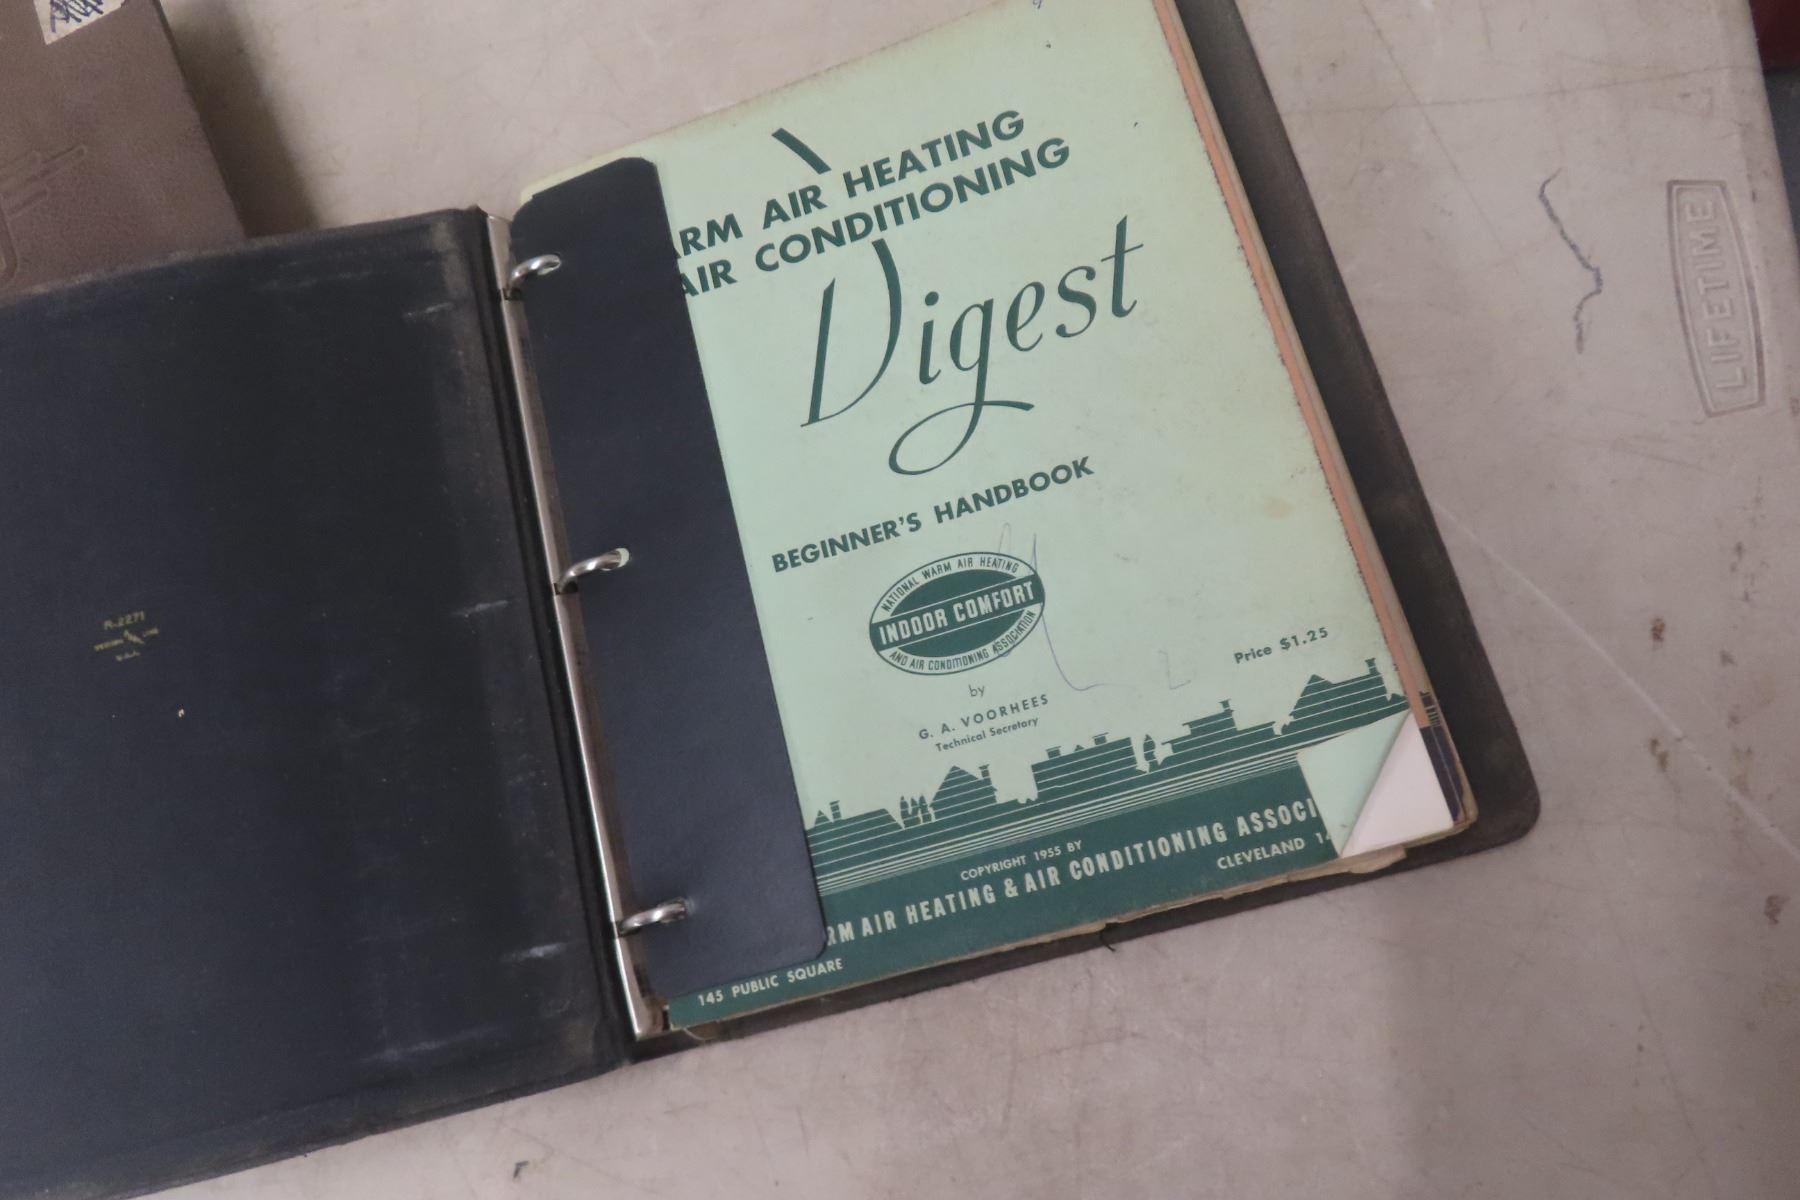 ARM AIR HEATING
AIR CONDITIONING
Digest
BEGINNER'S HANDBOOK
NATIONAL WARM AIR HEATING
INDOOR COMFORT
AND AIR CONDITIONING ASSOCIATION
by
G. A. VOORHEES
Technical Secretary
Price $1.25
COPYRIGHT 1955 BY
RM AIR HEATING & AIR CONDITIONING ASSOCI
145 PUBLIC SQUARE
CLEVELAND 1
R-2271
U.S.A.
LIFETIME